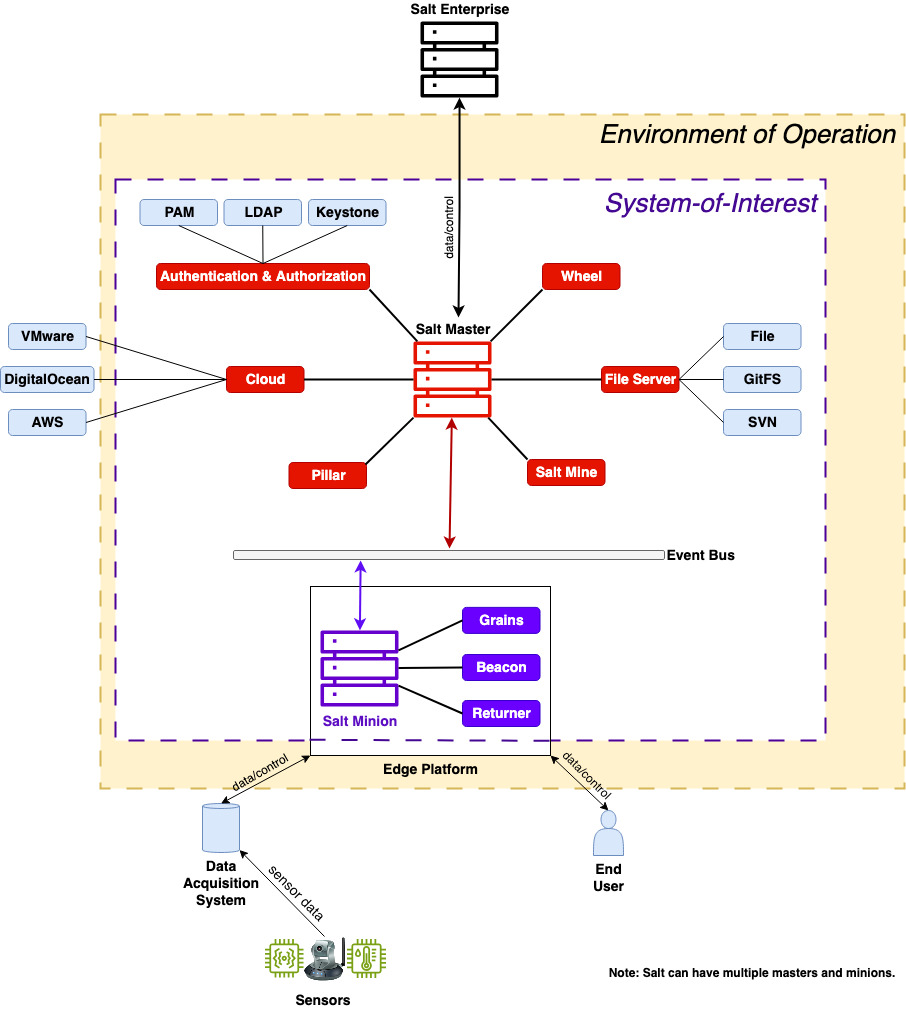 Salt Enterprise
Environment of Operation
System-of-Interest
PAM
LDAP
Keystone
data/control
Authentication & Authorization
Wheel
Salt Master
VMware
File
DigitalOcean
Cloud
File Server
GitFS
AWS
SVN
Pillar
Salt Mine
Event Bus
Grains
Beacon
Returner
Salt Minion
Edge Platform
data/control
data/control
Data
Acquisition
System
End
User
sensor data
Note: Salt can have multiple masters and minions.
Sensors